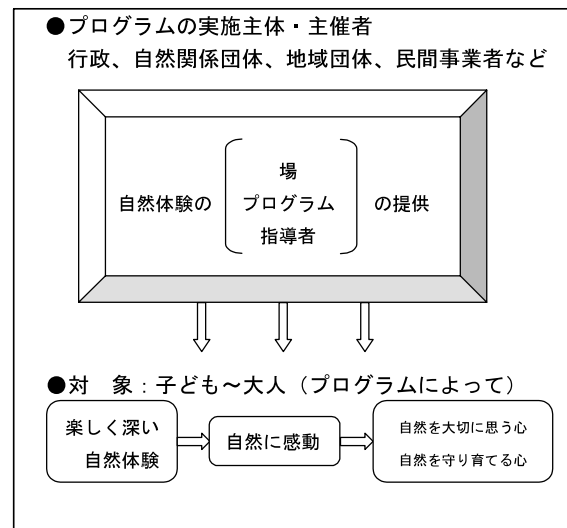 ●プログラムの実施主体・主催者
行政、自然関係団体、地域団体、民間事業者など
場
自然体験の プログラム の提供
指導者
●対　象：子ども～大人（プログラムによって）
楽しく深い
自然体験
自然に感動
自然を大切に思う心
自然を守り育てる心